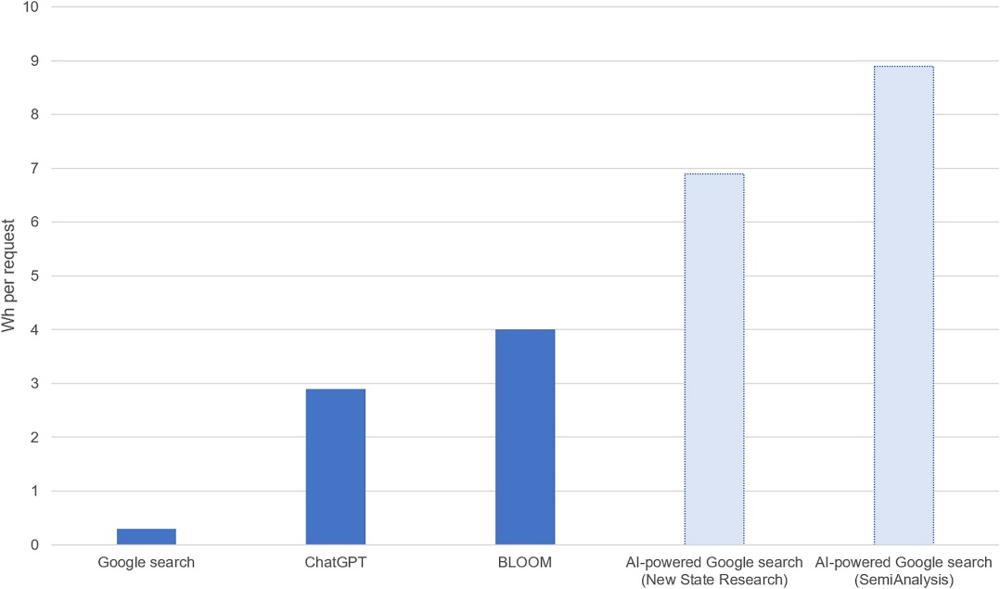 10
9
8
7
6
5
4
3
2
1
0
Wh per request
Google search
ChatGPT
BLOOM
AI-powered Google search
(New State Research)
AI-powered Google search
(SemiAnalysis)